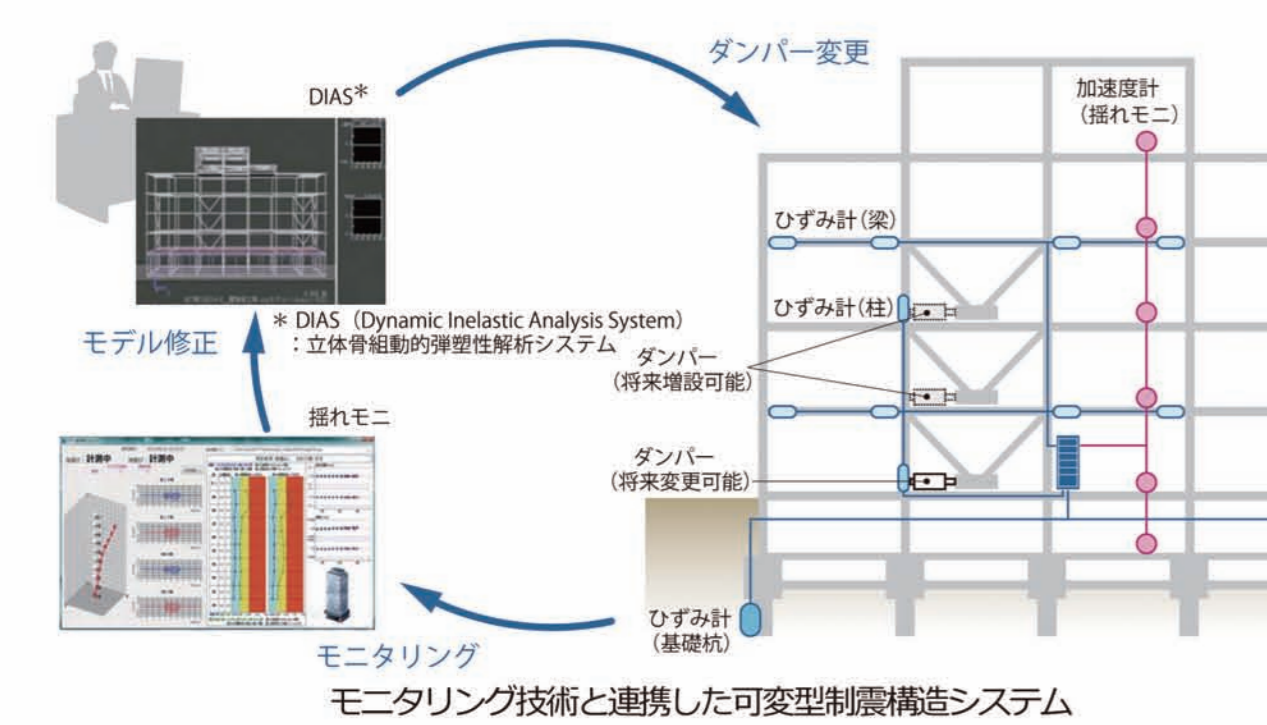 ダンパー変更
DIAS*
加速度計
(揺れモニ)
ひずみ計(梁)
ひずみ計(柱)
モデル修正
* DIAS (Dynamic Inelastic Analysis System)
:立体骨組動的弾塑性解析システム
ダンパー
(将来増設可能)
揺れモニ
計測中
計測中
ダンパー
(将来変更可能)
ひずみ計
(基礎杭)
モニタリング
モニタリング技術と連携した可変型制震構造システム